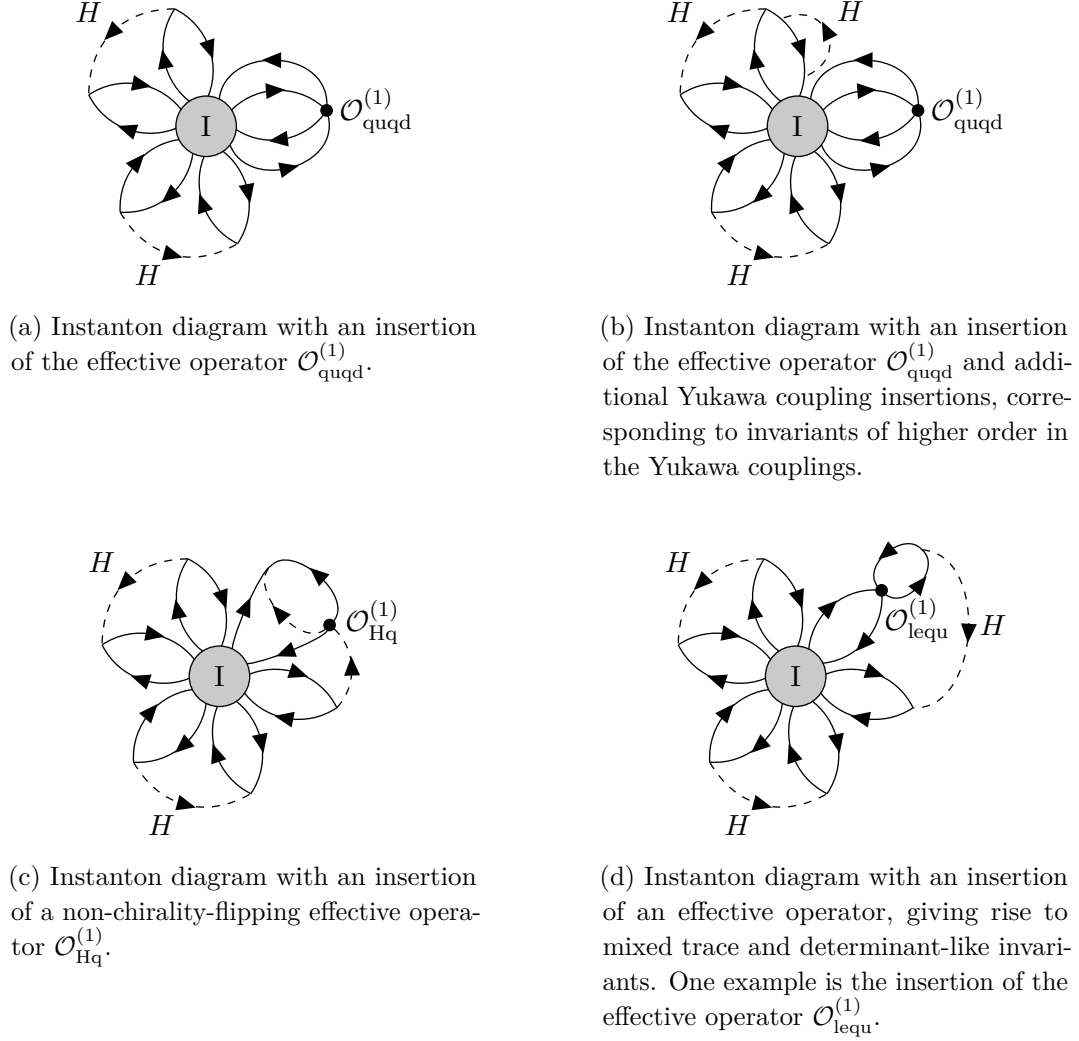 H
H
I
O^{(1)}_{quqd}
I
O^{(1)}_{quqd}
H
H
(a) Instanton diagram with an insertion
of the effective operator O^{(1)}_{quqd}.
(b) Instanton diagram with an insertion
of the effective operator O^{(1)}_{quqd} and addi-
tional Yukawa coupling insertions, corre-
sponding to invariants of higher order in
the Yukawa couplings.
H
H
I
O^{(1)}_{Hq}
I
O^{(1)}_{lequ}
H
H
H
(c) Instanton diagram with an insertion
of a non-chirality-flipping effective opera-
tor O^{(1)}_{Hq}.
(d) Instanton diagram with an insertion
of an effective operator, giving rise to
mixed trace and determinant-like invari-
ants. One example is the insertion of the
effective operator O^{(1)}_{lequ}.